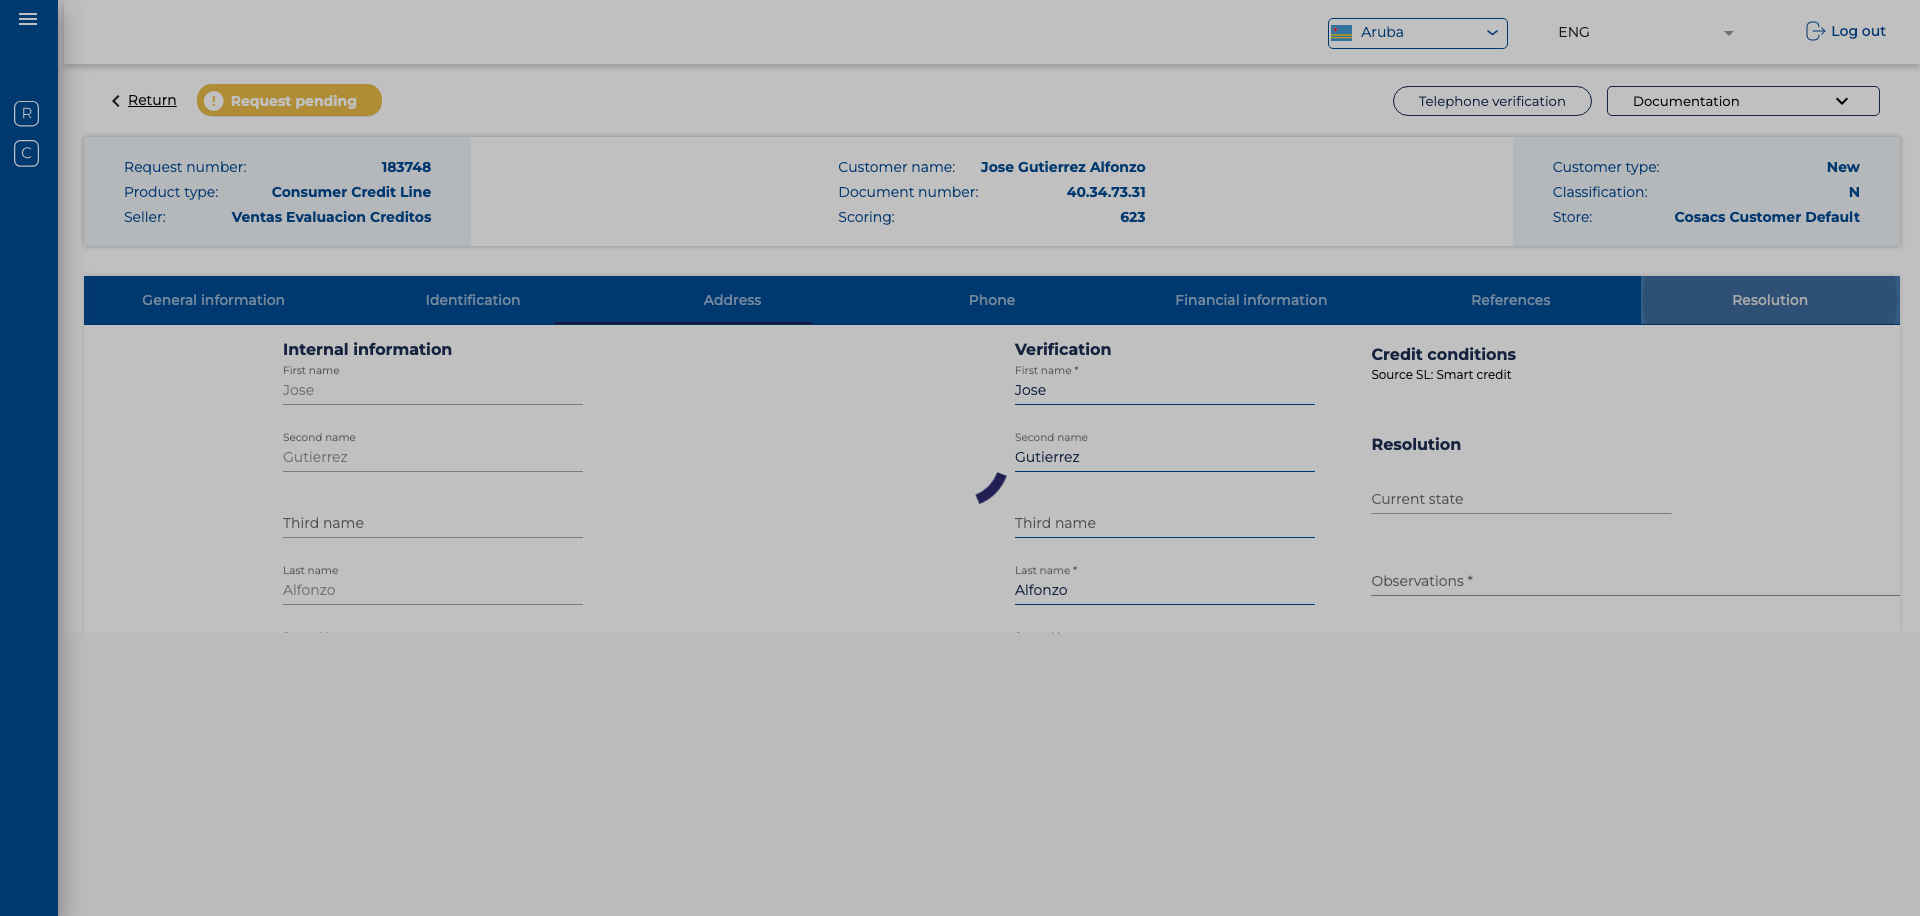 Aruba
ENG
Log out
R
C
Return
Request pending
Telephone verification
Documentation
Request number: 183748
Product type: Consumer Credit Line
Seller: Ventas Evaluacion Creditos
Customer name: Jose Gutierrez Alfonzo
Document number: 40.34.73.31
Scoring: 623
Customer type: New
Classification: N
Store: Cosacs Customer Default
General information
Identification
Address
Phone
Financial information
References
Resolution
Internal information
First name
Jose
Second name
Gutierrez
Third name
Last name
Alfonzo
Verification
First name *
Jose
Second name
Gutierrez
Third name
Last name *
Alfonzo
Credit conditions
Source SL: Smart credit
Resolution
Current state
Observations *